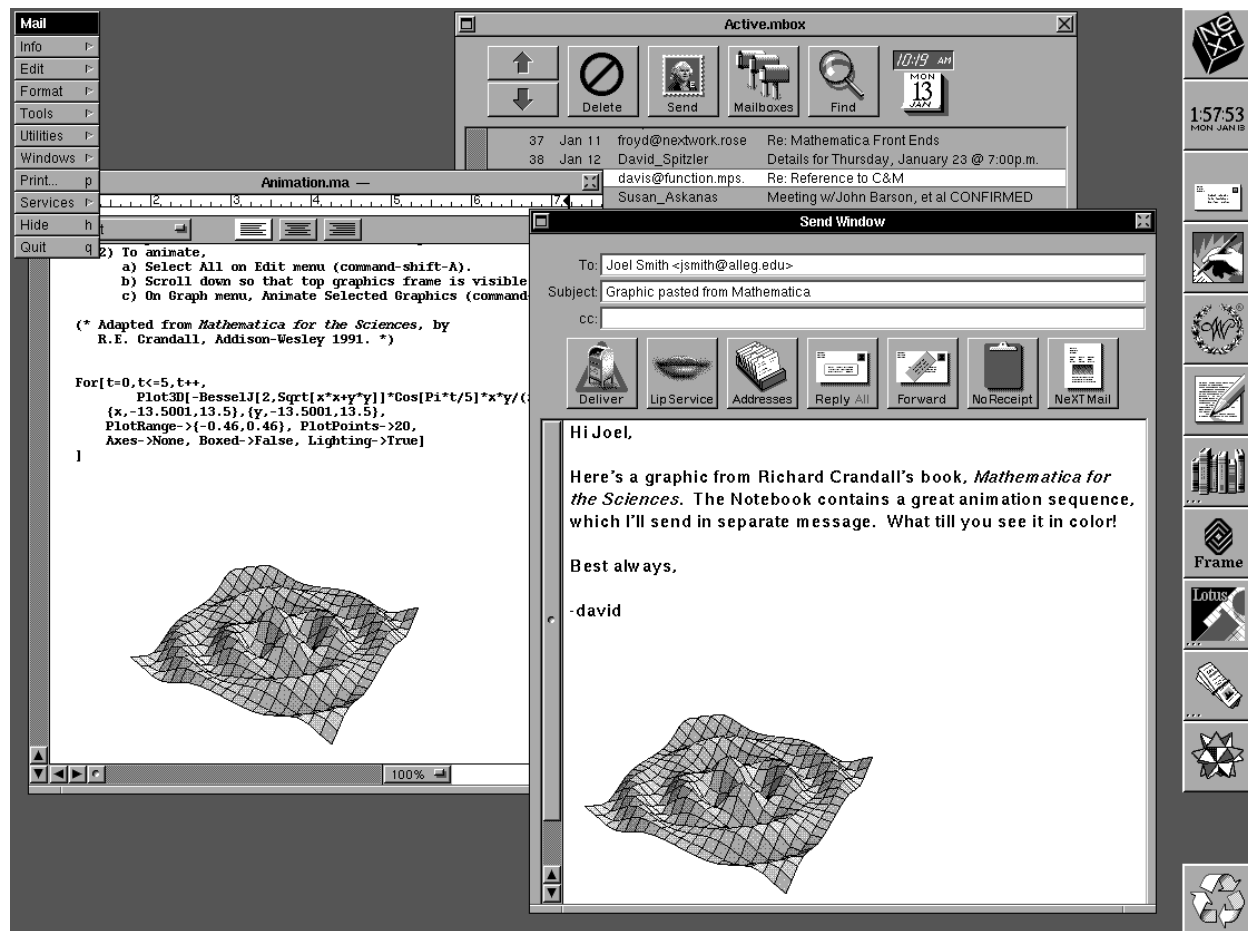 Mail
Info
Edit
Format
Tools
Utilities
Windows
Print... p
Services
Hide h
Quit q
Active.mbox
Delete
Send
Mailboxes
Find
10:19 AM
MON
13
JAN
37 Jan 11 froyd@nextwork.rose Re: Mathematica Front Ends
38 Jan 12 David_Spitzler Details for Thursday, January 23 @ 7:00p.m.
davis@function.mps. Re: Reference to C&M
Susan_Askanas Meeting w/John Barson, et al CONFIRMED
Animation.ma —
2 3 4 5 6 7
2) To animate,
a) Select All on Edit menu (command-shift-A).
b) Scroll down so that top graphics frame is visible
c) On Graph menu, Animate Selected Graphics (command-
(* Adapted from Mathematica for the Sciences, by
R.E. Crandall, Addison-Wesley 1991. *)
For[t=0,t<=5,t++,
Plot3D[-BesselJ[2,Sqrt[x*x+y*y]]*Cos[Pi*t/5]*x*y/(
{x,-13.5001,13.5},{y,-13.5001,13.5},
PlotRange->{-0.46,0.46}, PlotPoints->20,
Axes->None, Boxed->False, Lighting->True]
]
100%
Send Window
To: Joel Smith <jsmith@alleg.edu>
Subject: Graphic pasted from Mathematica
cc:
Deliver
Lip Service
Addresses
Reply All
Forward
No Receipt
NeXT Mail
Hi Joel,
Here's a graphic from Richard Crandall's book, Mathematica for
the Sciences. The Notebook contains a great animation sequence,
which I'll send in separate message. What till you see it in color!
Best always,
-david
NeXT
1:57:53
MON JAN 13
W
Frame
Lotus